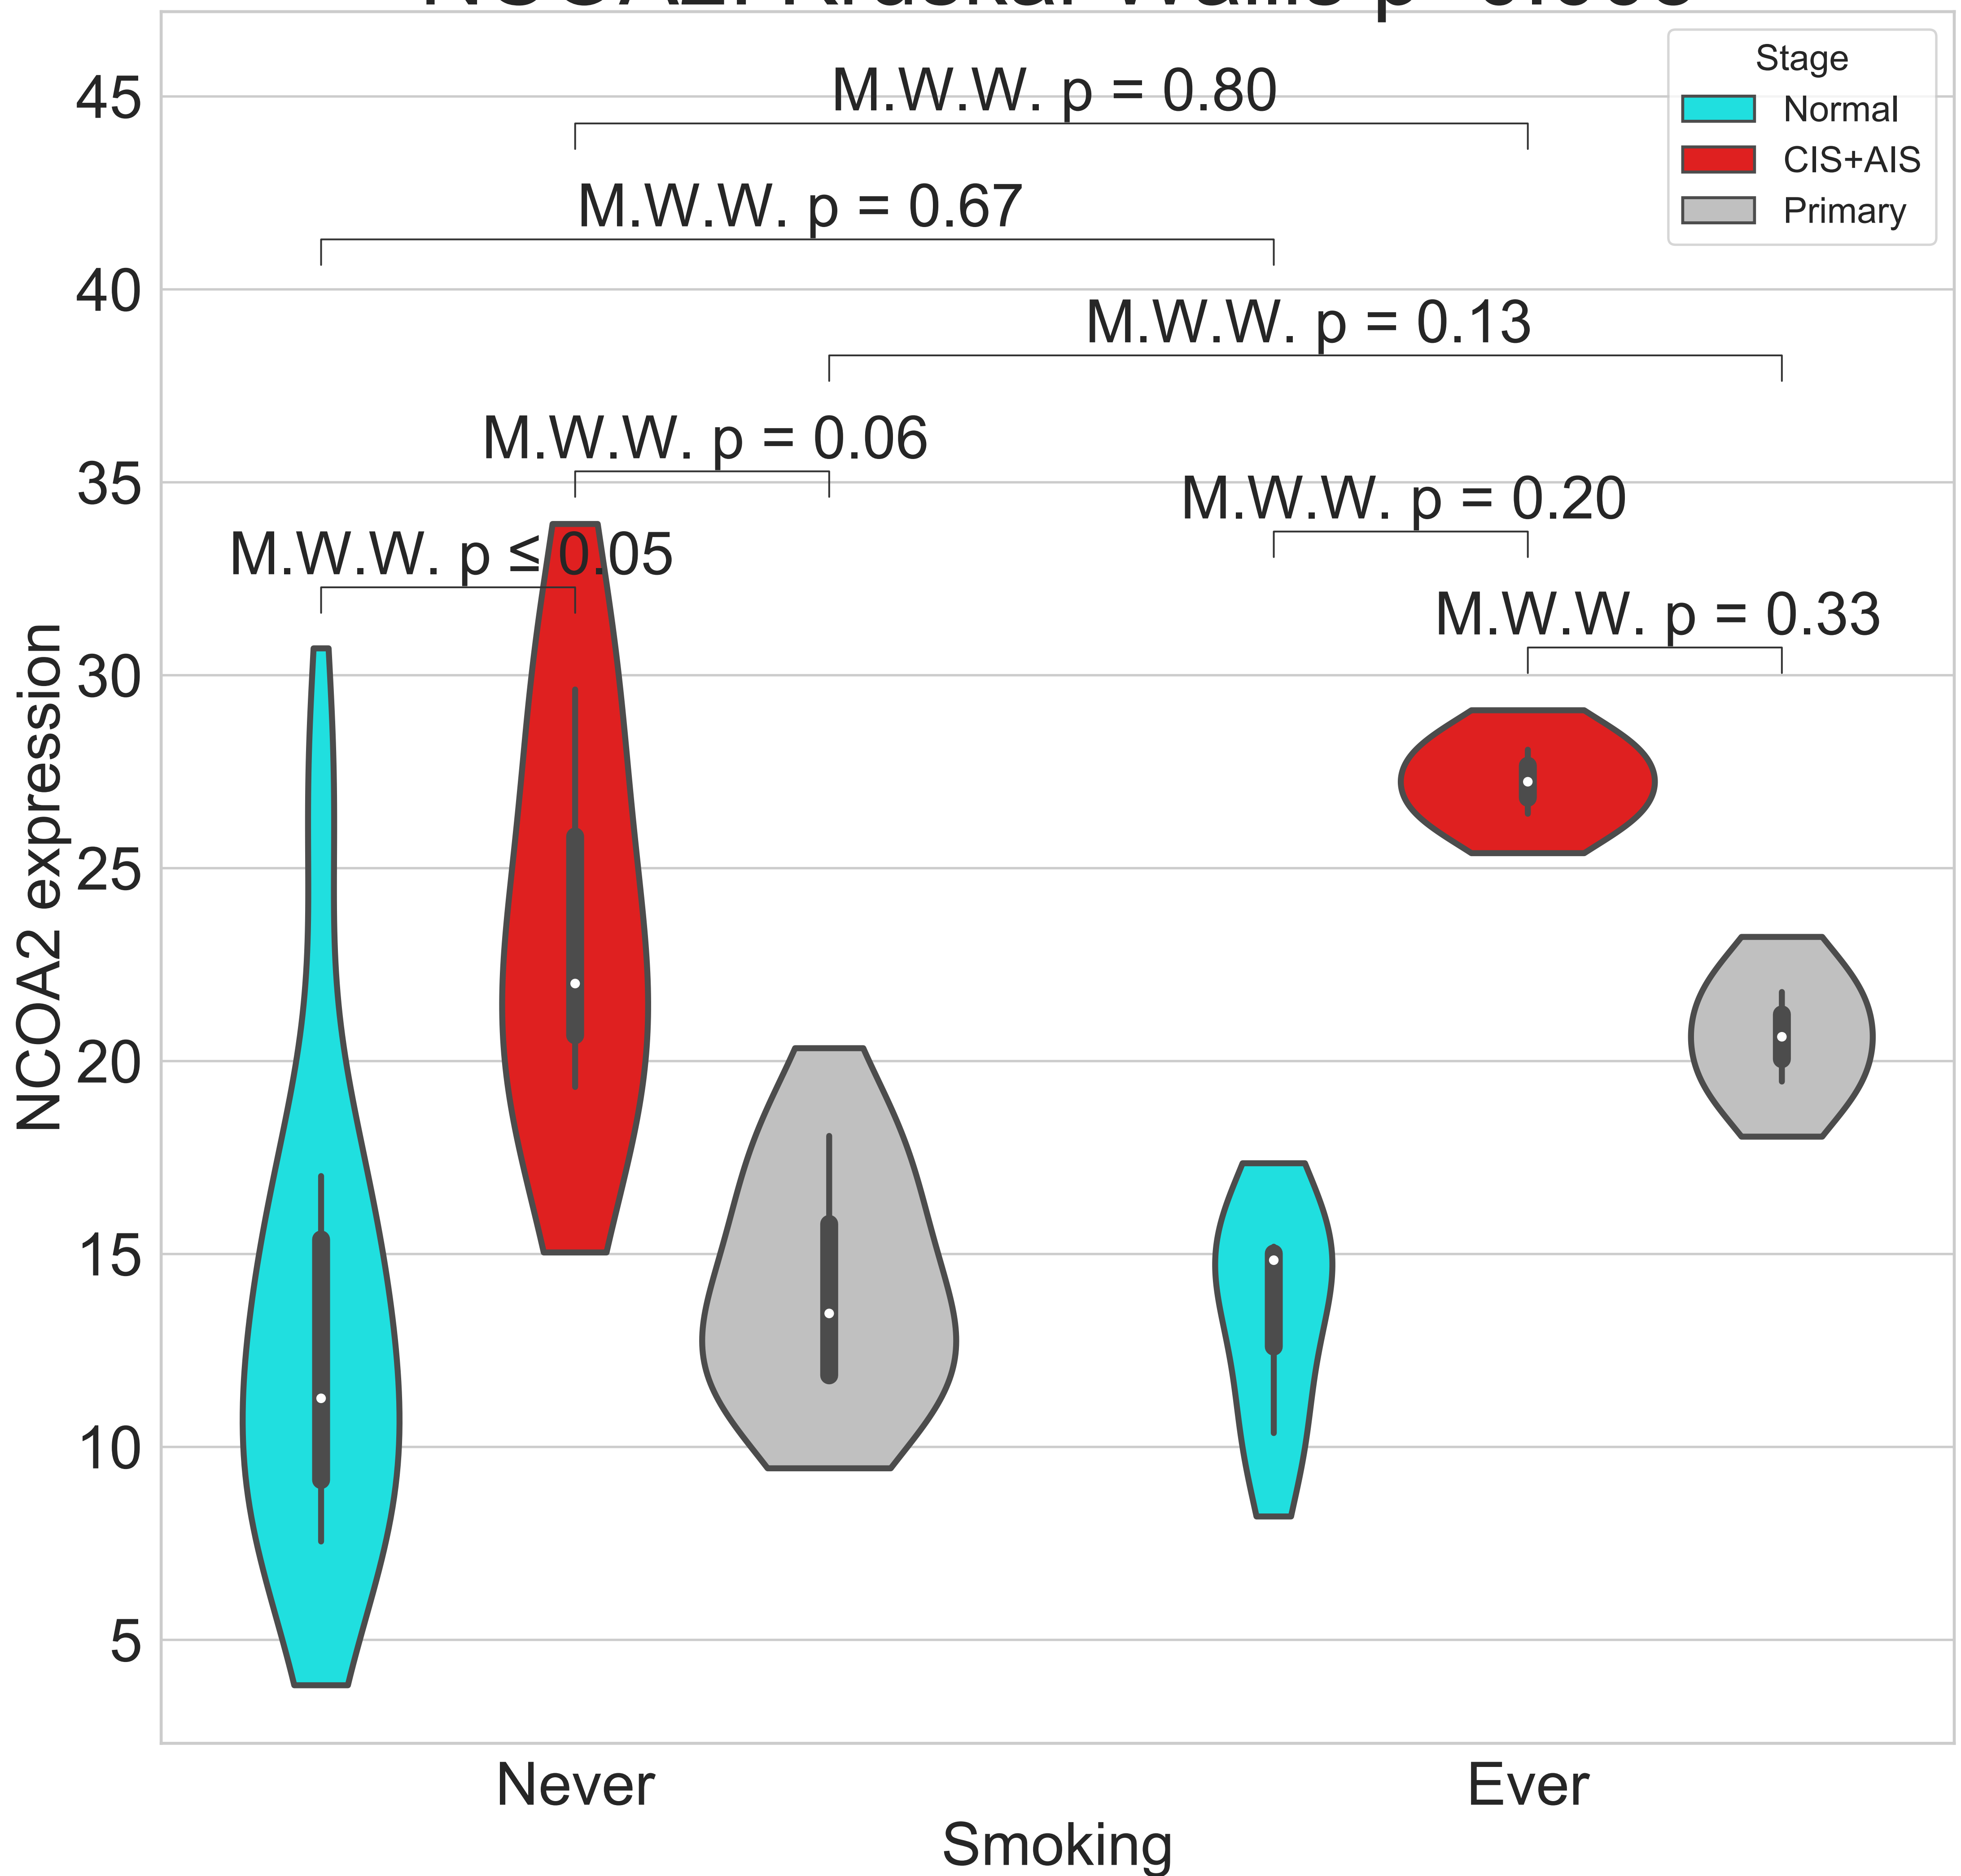 Stage
Normal
CIS+AIS
Primary
M.W.W. p = 0.80
M.W.W. p = 0.67
M.W.W. p = 0.13
M.W.W. p = 0.06
M.W.W. p = 0.20
M.W.W. p ≤ 0.05
M.W.W. p = 0.33
45
40
35
30
25
20
15
10
5
NCOA2 expression
Never
Ever
Smoking